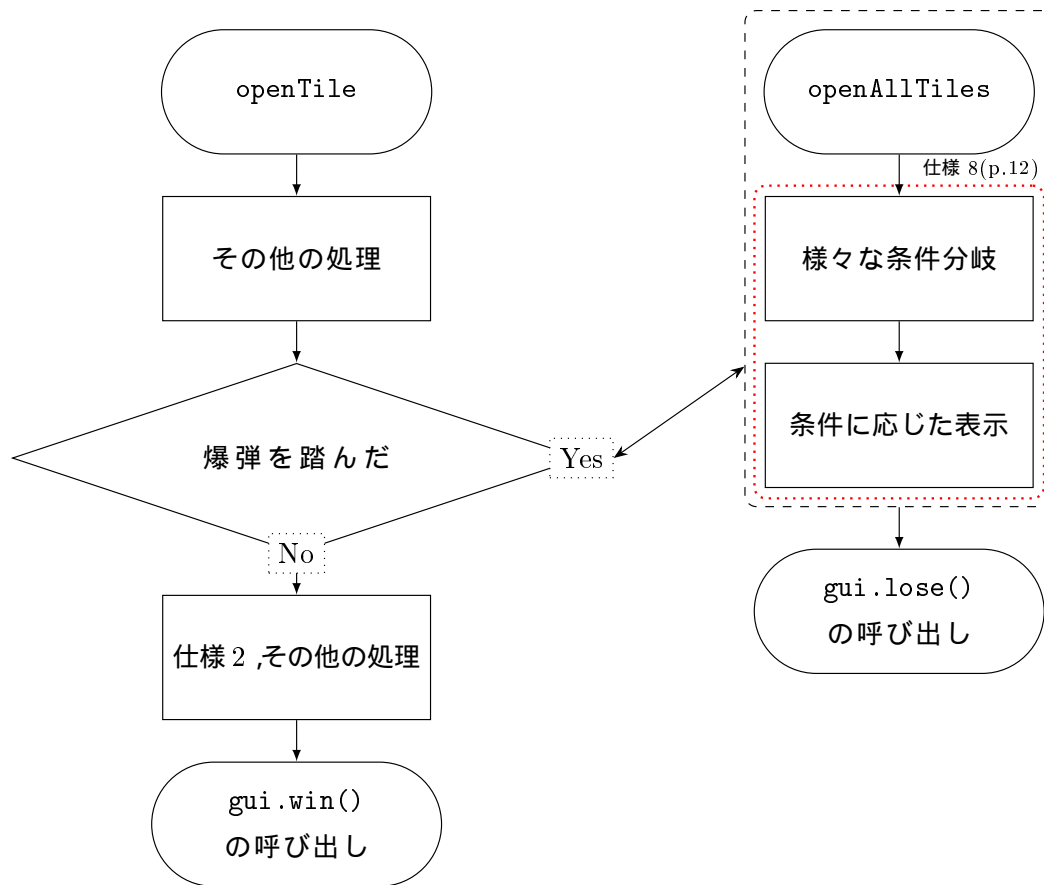 openTile
その他の処理
爆弾を踏んだ
Yes
No
仕様 2 ,その他の処理
gui.win()
の呼び出し
openAllTiles
仕様 8(p.12)
様々な条件分岐
条件に応じた表示
gui.lose()
の呼び出し